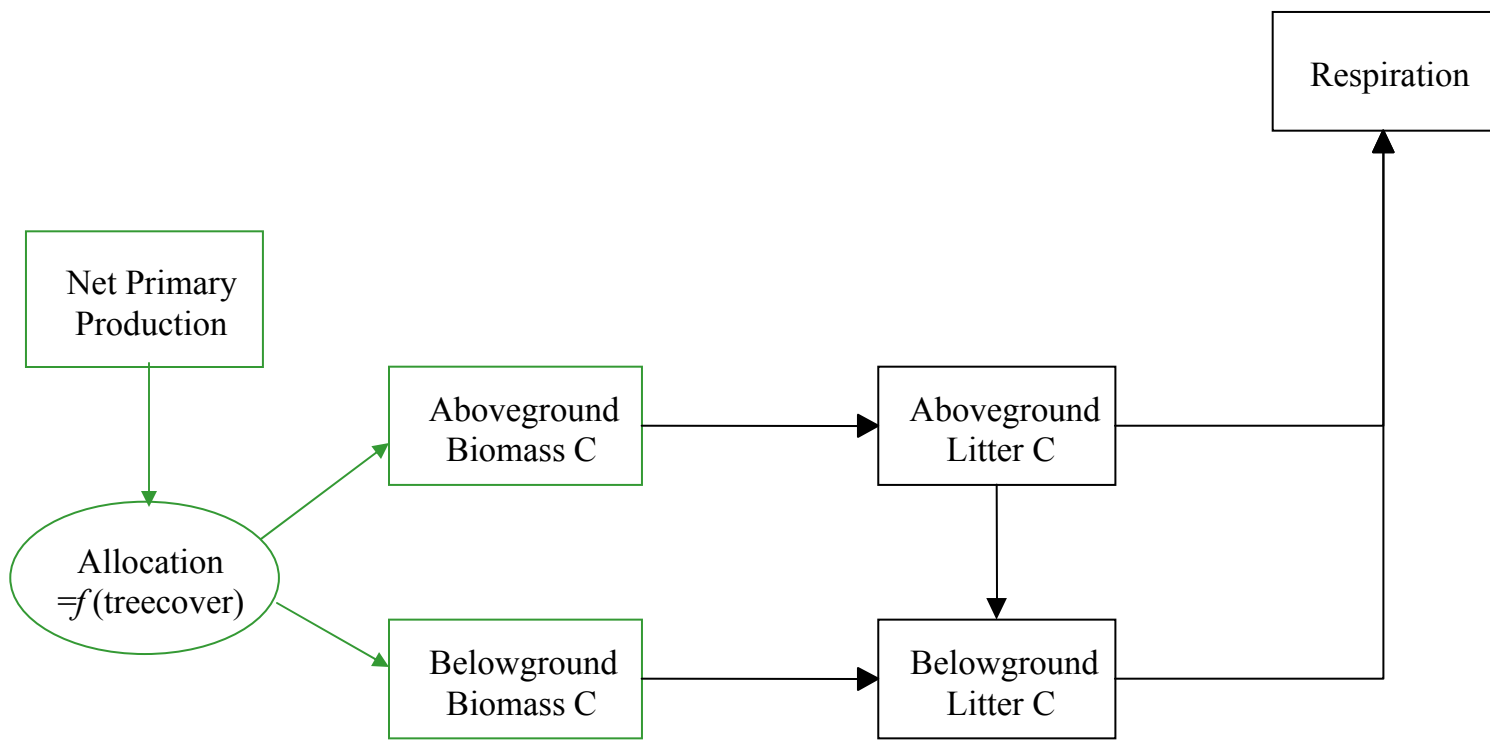 Respiration
Net Primary
Production
Aboveground
Biomass C
Aboveground
Litter C
Allocation
=f (treecover)
Belowground
Biomass C
Belowground
Litter C